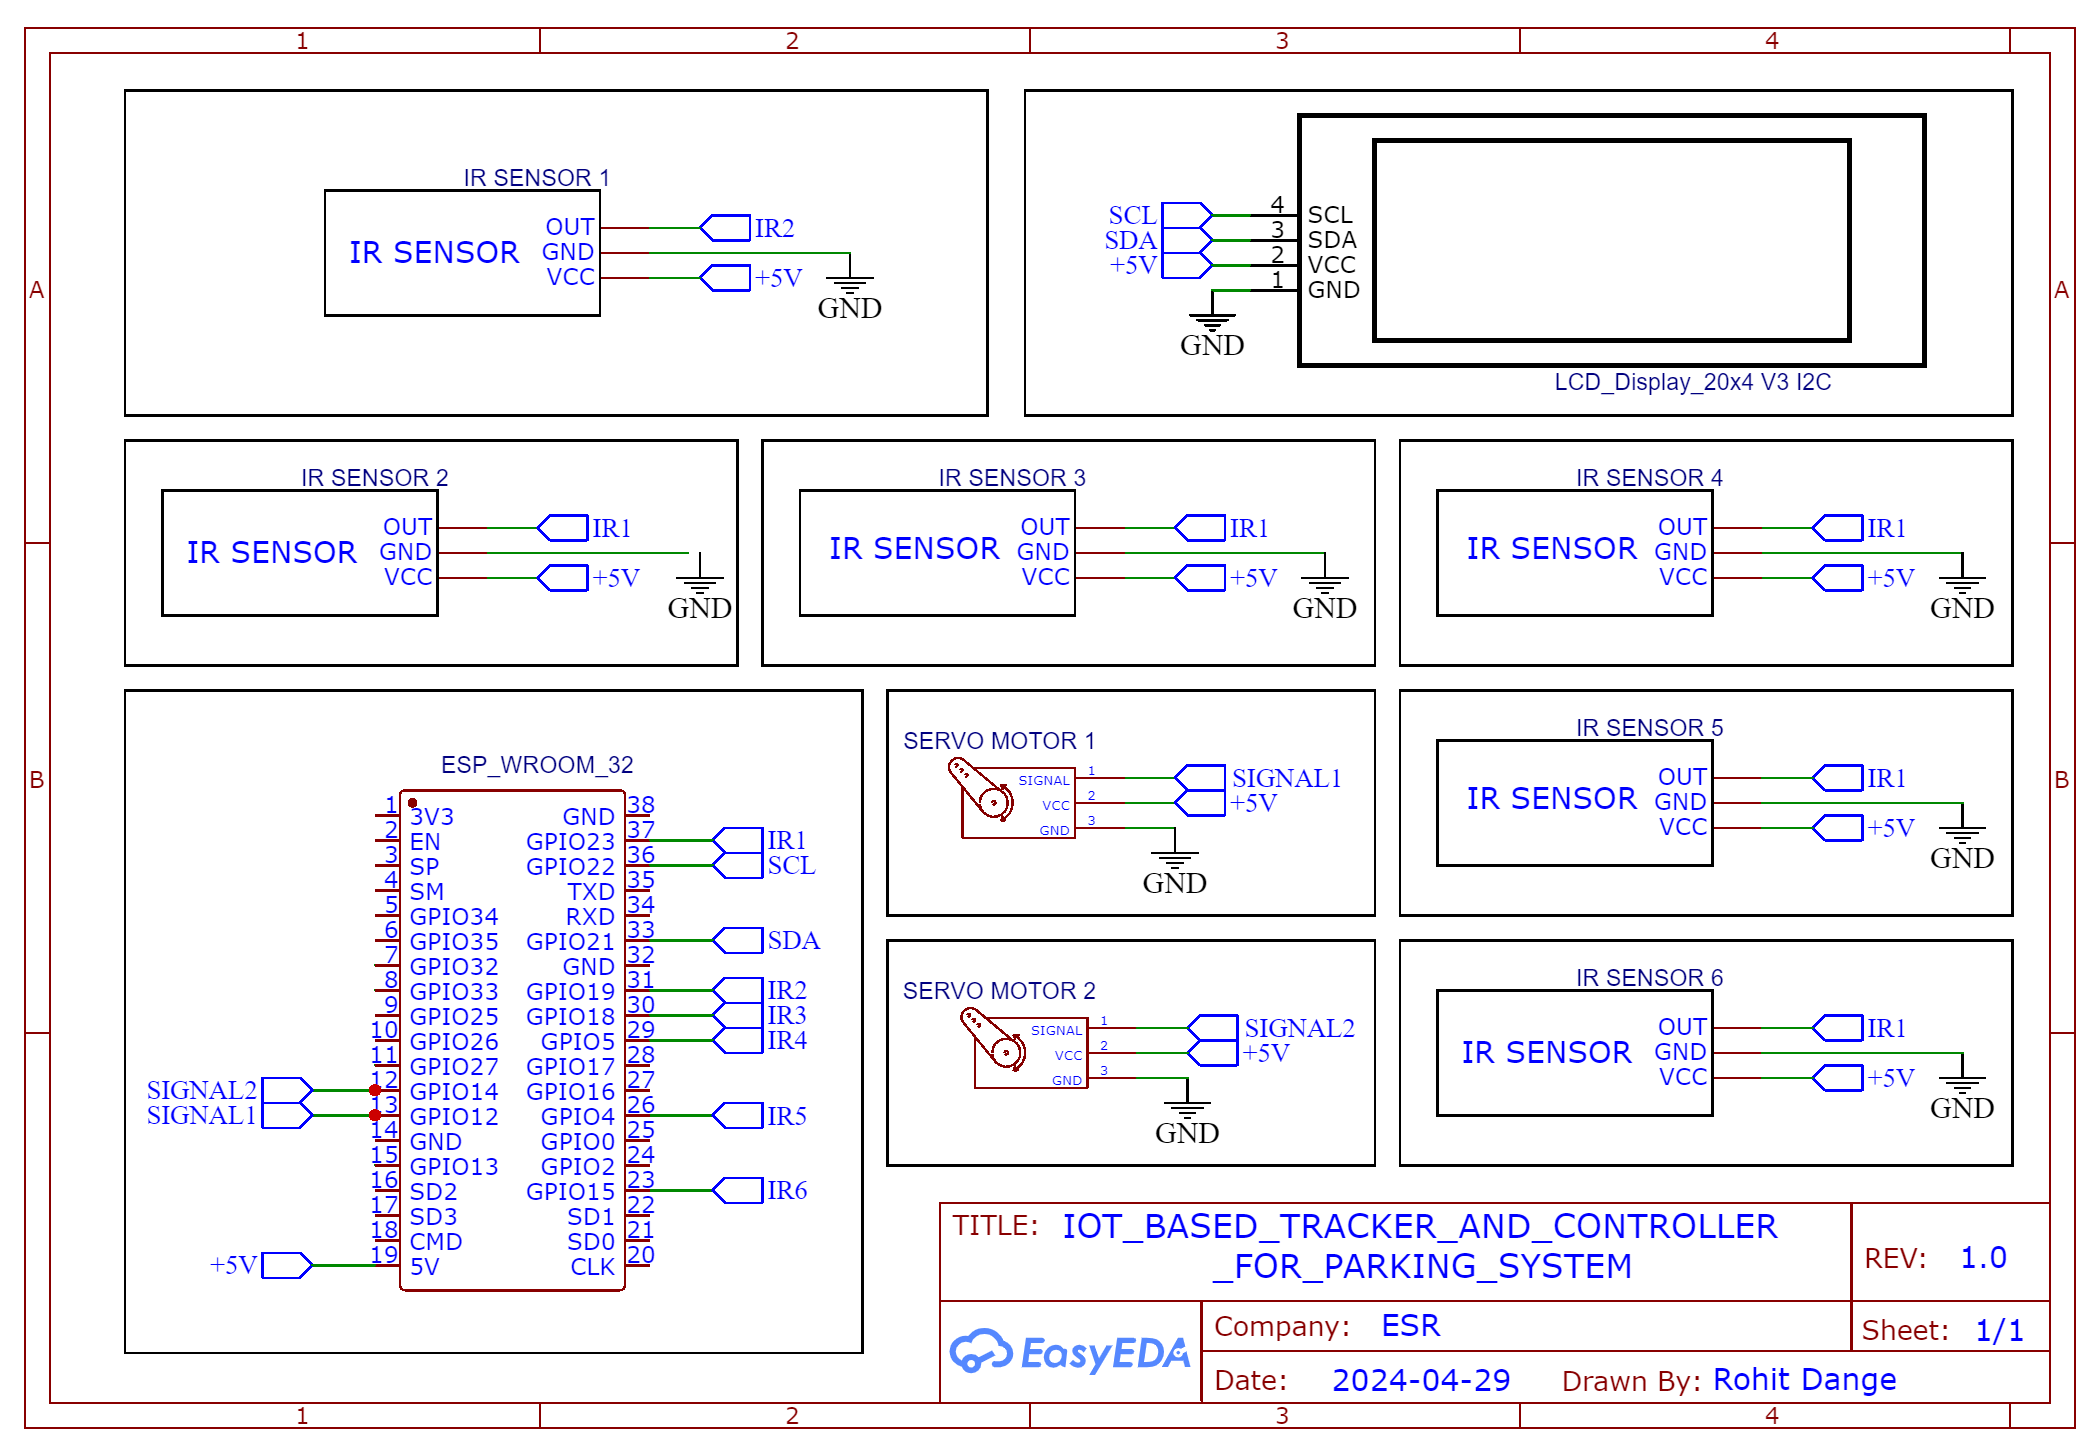 1 2 3 4
A A
B B
IR SENSOR 1
IR SENSOR
OUT
GND
VCC
IR2
+5V
GND
SCL
SDA
+5V
GND
4
3
2
1
SCL
SDA
VCC
GND
LCD_Display_20x4 V3 I2C
IR SENSOR 2
IR SENSOR
OUT
GND
VCC
IR1
+5V
GND
IR SENSOR 3
IR SENSOR
OUT
GND
VCC
IR1
+5V
GND
IR SENSOR 4
IR SENSOR
OUT
GND
VCC
IR1
+5V
GND
ESP_WROOM_32
1 3V3
2 EN
3 SP
4 SM
5 GPIO34
6 GPIO35
7 GPIO32
8 GPIO33
9 GPIO25
10 GPIO26
11 GPIO27
SIGNAL2 12 GPIO14
SIGNAL1 13 GPIO12
14 GND
15 GPIO13
16 SD2
17 SD3
18 CMD
+5V 19 5V
GND 38
GPIO23 37 IR1
GPIO22 36 SCL
TXD 35
RXD 34
GPIO21 33 SDA
GND 32
GPIO19 31 IR2
GPIO18 30 IR3
GPIO5 29 IR4
GPIO17 28
GPIO16 27
GPIO4 26 IR5
GPIO0 25
GPIO2 24
GPIO15 23 IR6
SD1 22
SD0 21
CLK 20
SERVO MOTOR 1
SIGNAL 1 SIGNAL1
VCC 2 +5V
GND 3
GND
IR SENSOR 5
IR SENSOR
OUT
GND
VCC
IR1
+5V
GND
SERVO MOTOR 2
SIGNAL 1 SIGNAL2
VCC 2 +5V
GND 3
GND
IR SENSOR 6
IR SENSOR
OUT
GND
VCC
IR1
+5V
GND
TITLE: IOT_BASED_TRACKER_AND_CONTROLLER
_FOR_PARKING_SYSTEM
REV: 1.0
EasyEDA
Company: ESR
Sheet: 1/1
Date: 2024-04-29 Drawn By: Rohit Dange
1 2 3 4